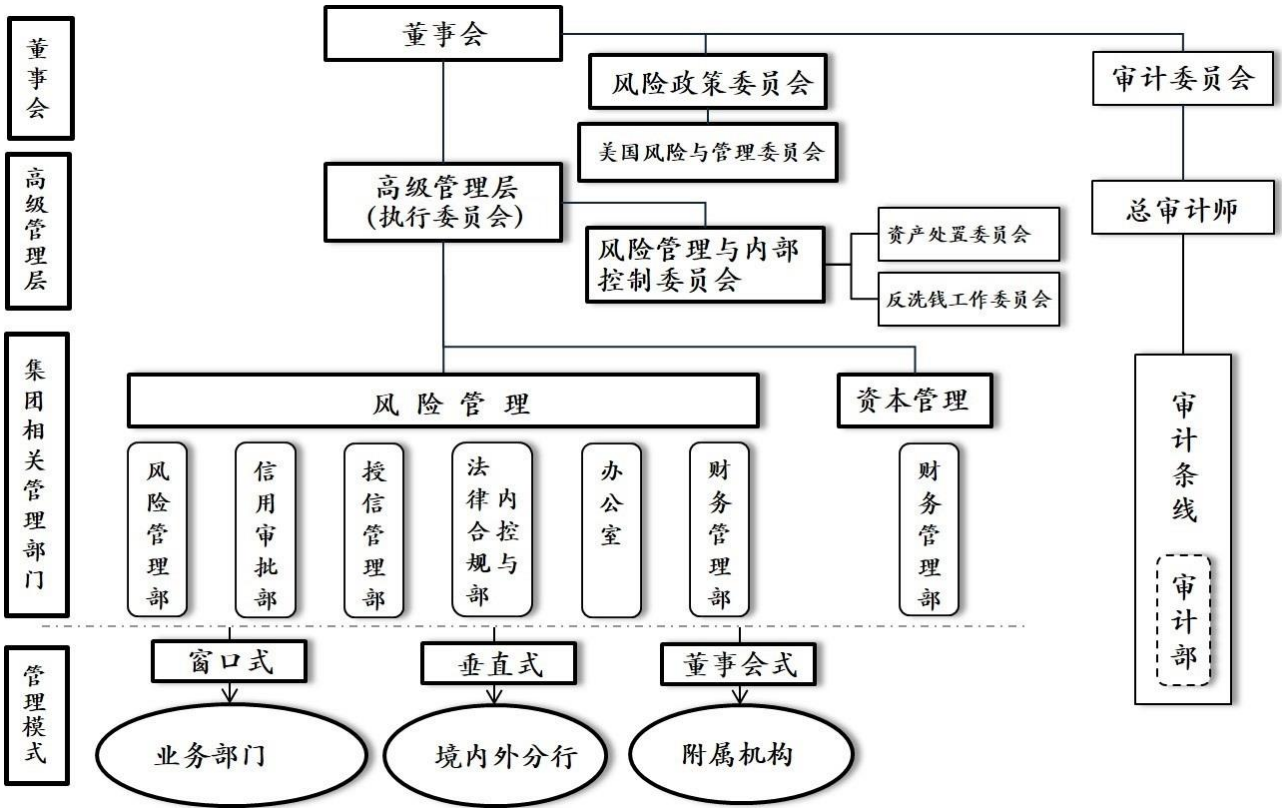 董事会
董事会
风险政策委员会
审计委员会
美国风险与管理委员会
高级管理层
高级管理层
(执行委员会)
总审计师
风险管理与内部
控制委员会
资产处置委员会
反洗钱工作委员会
集团相关管理部门
风险管理
资本管理
审计条线
风险管理部
信用审批部
授信管理部
法律合规部
内控与
办公室
财务管理部
财务管理部
审计部
管理模式
窗口式
垂直式
董事会式
业务部门
境内外分行
附属机构